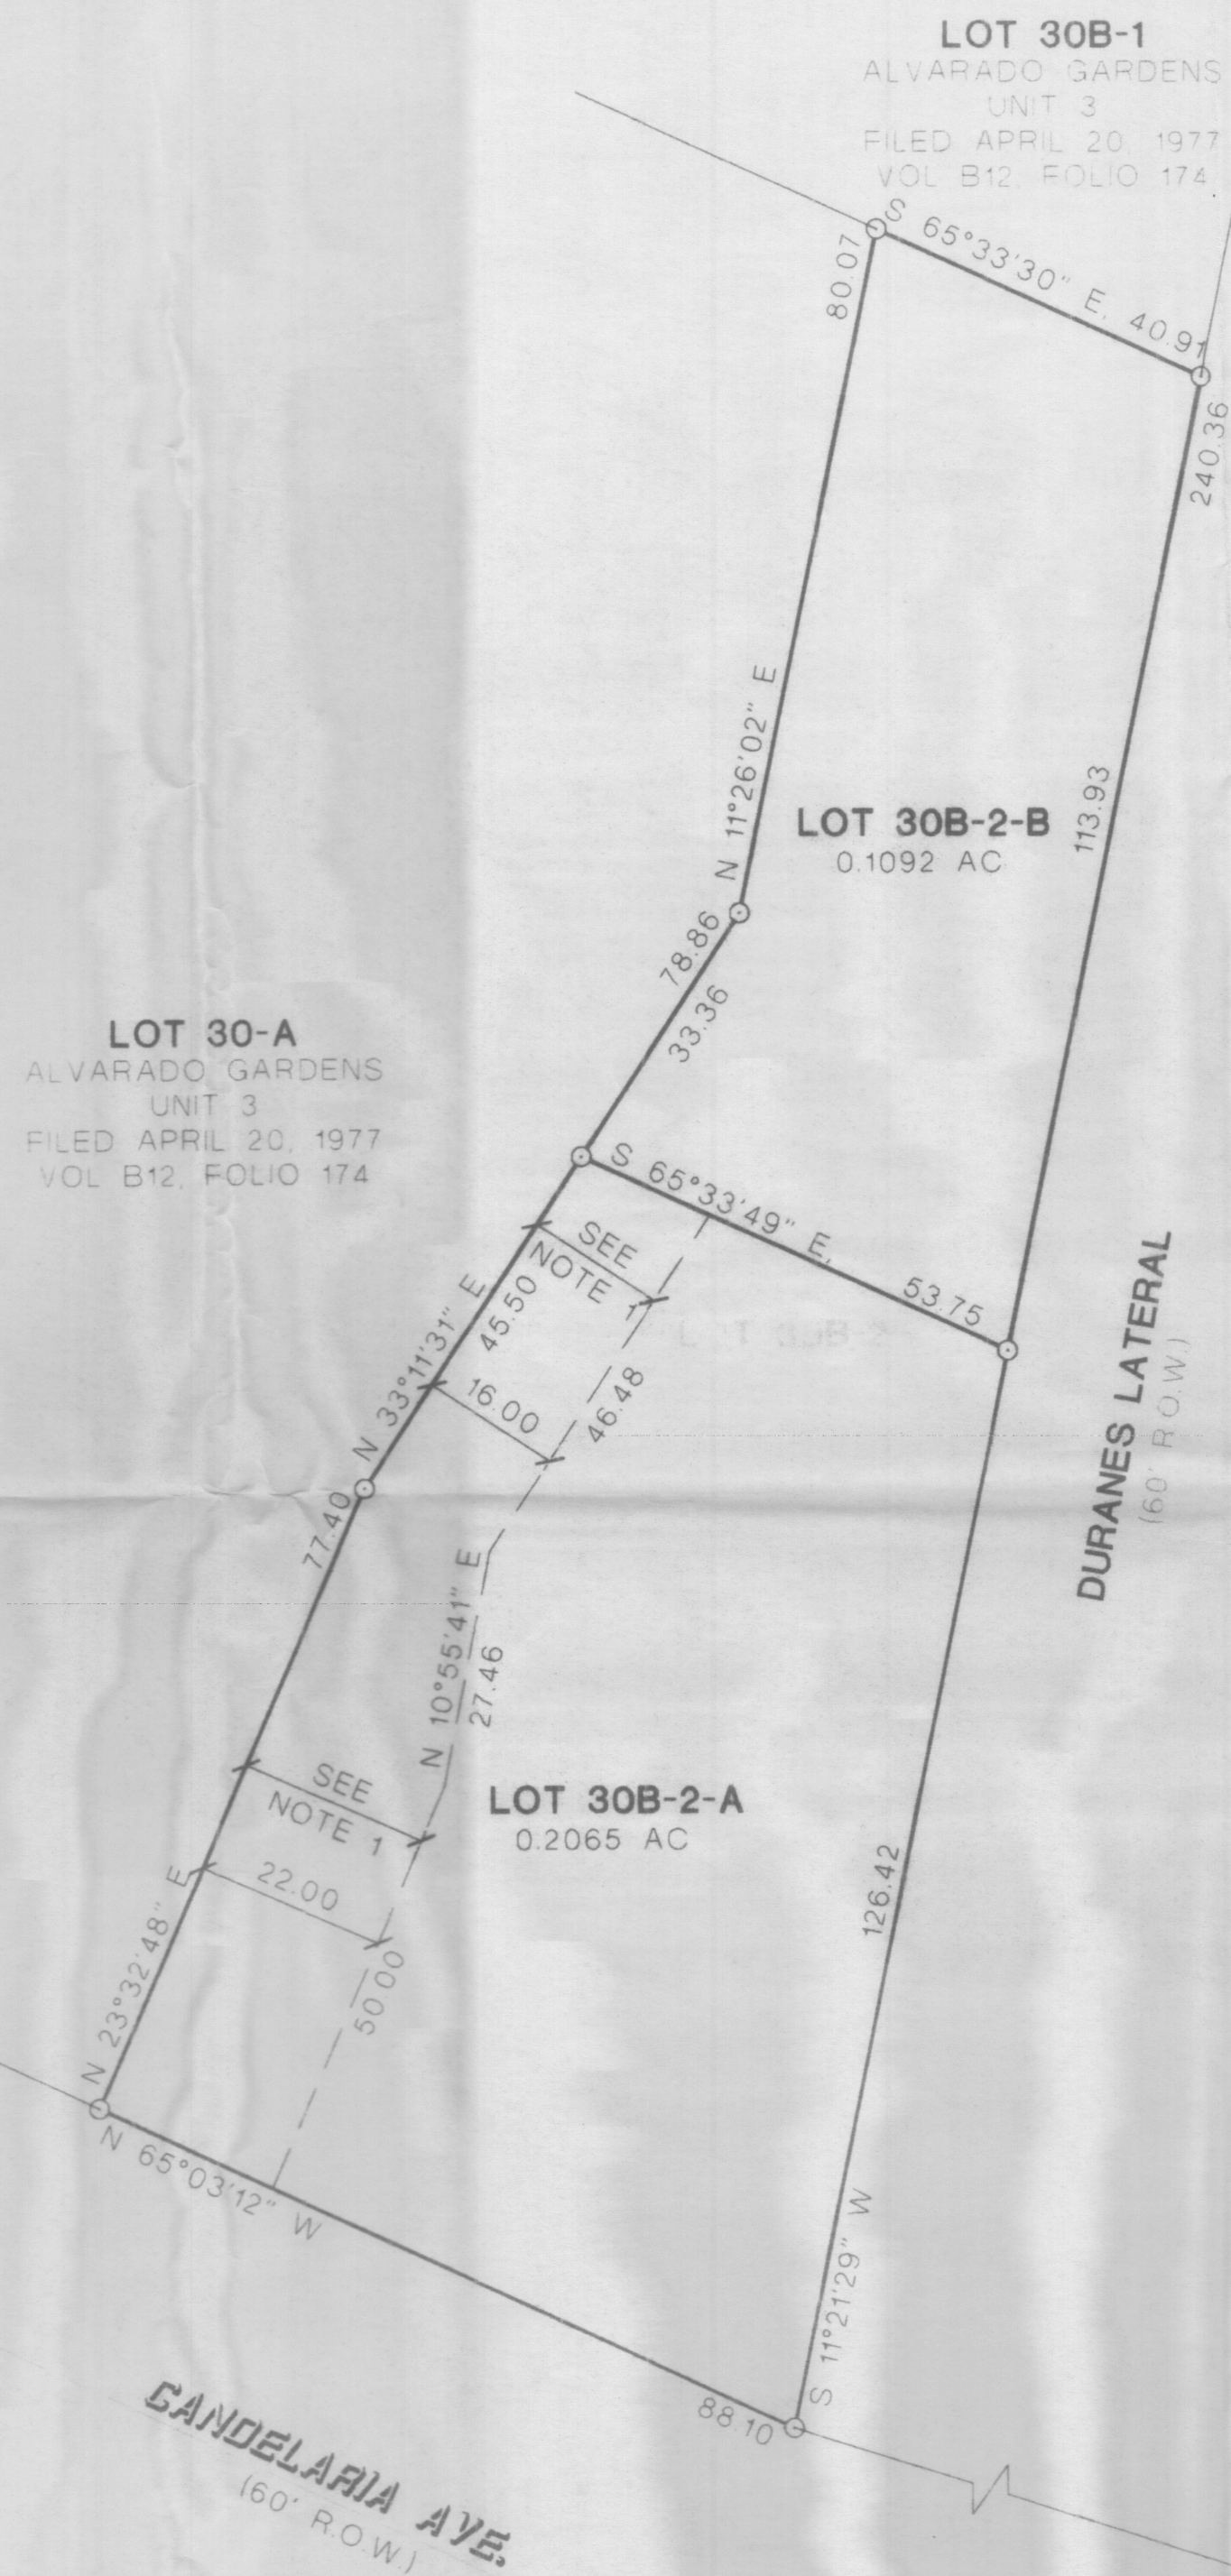 LOT 30B-1
ALVARADO GARDENS
UNIT 3
FILED APRIL 20, 1977
VOL B12, FOLIO 174
S 65°33'30" E, 40.91
80.07
240.36
N 11°26'02" E
113.93
LOT 30B-2-B
0.1092 AC
78.86
33.36
LOT 30-A
ALVARADO GARDENS
UNIT 3
FILED APRIL 20, 1977
VOL B12, FOLIO 174
S 65°33'49" E, 53.75
SEE
NOTE 1
N 33°11'31" E
45.50
16.00
46.48
DURANES LATERAL
(60' R.O.W.)
77.40
N 10°55'41" E
27.46
SEE
NOTE 1
LOT 30B-2-A
0.2065 AC
22.00
126.42
N 23°32'48" E
50.00
N 65°03'12" W
88.10
S 11°21'29" W
CANDELARIA AVE.
(60' R.O.W.)